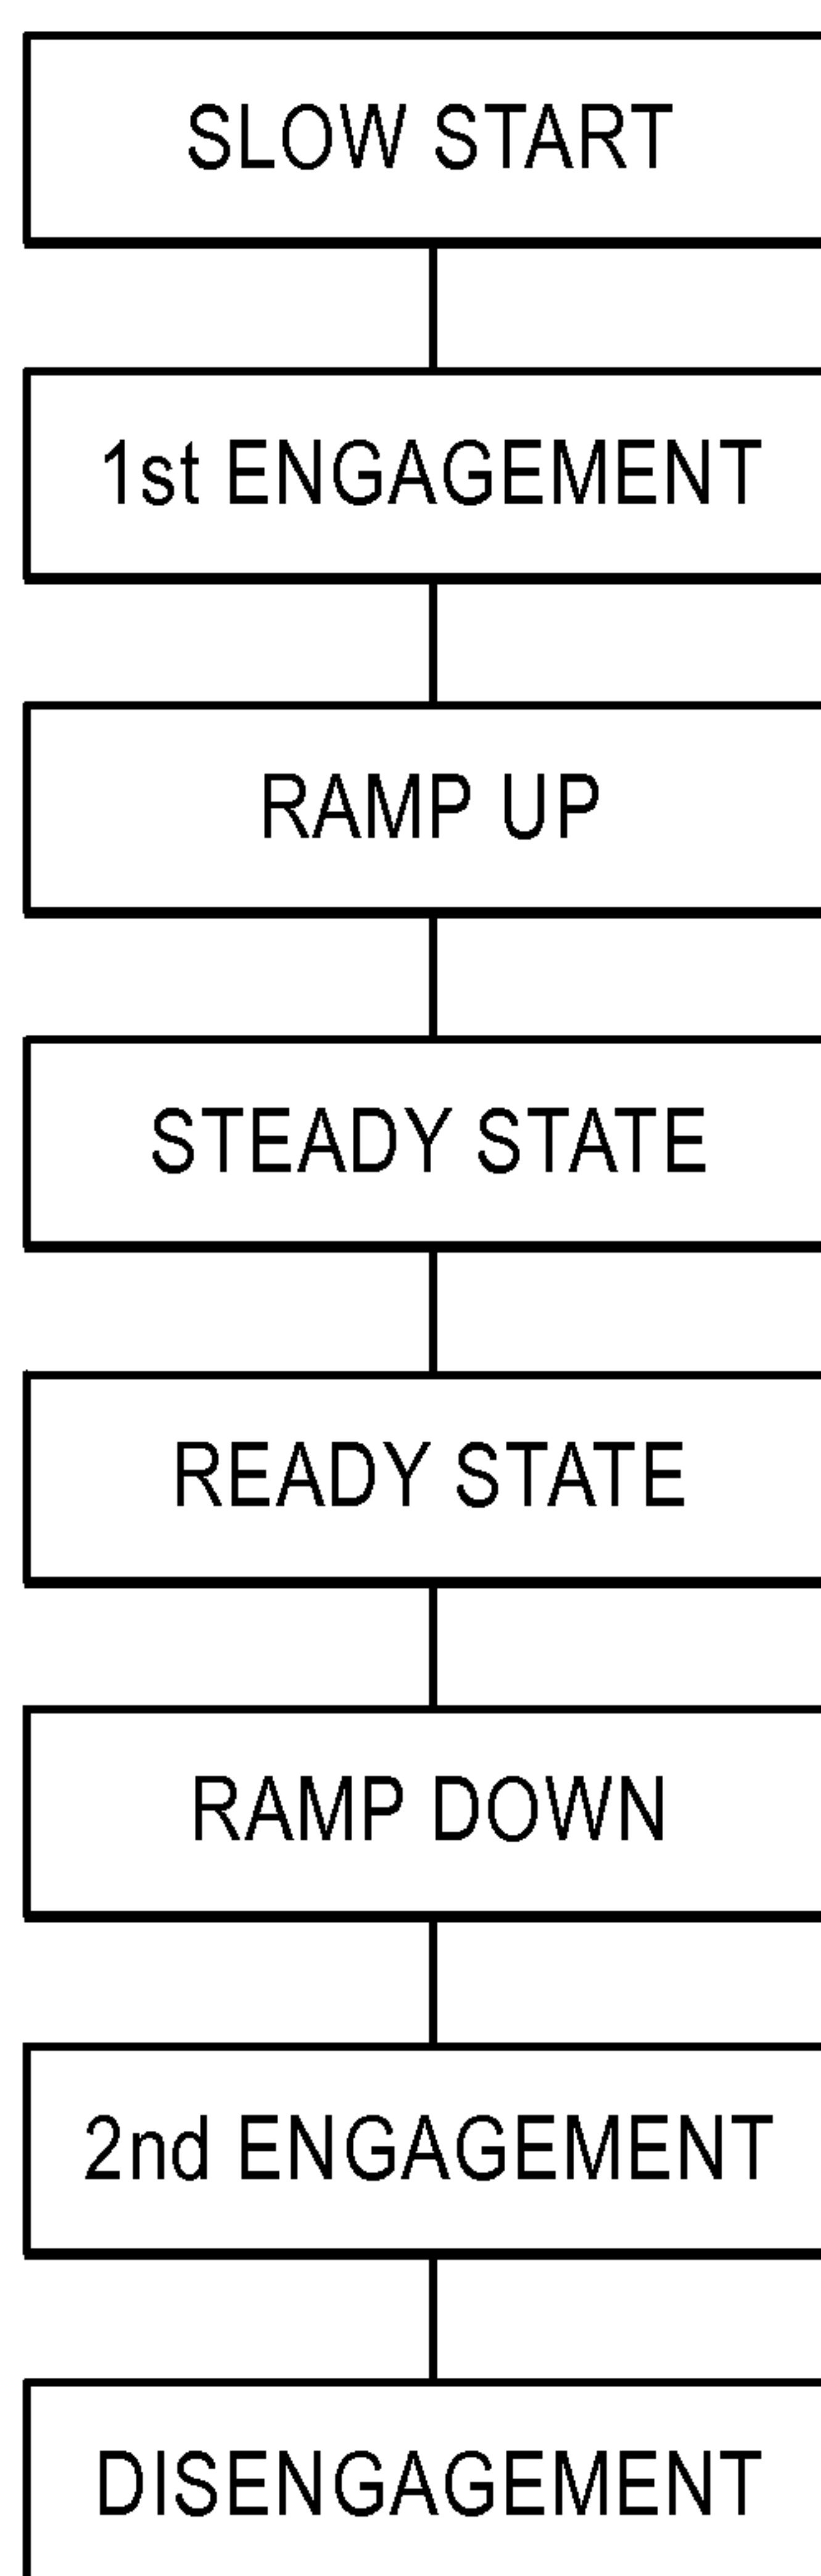 SLOW START
1st ENGAGEMENT
RAMP UP
STEADY STATE
READY STATE
RAMP DOWN
2nd ENGAGEMENT
DISENGAGEMENT